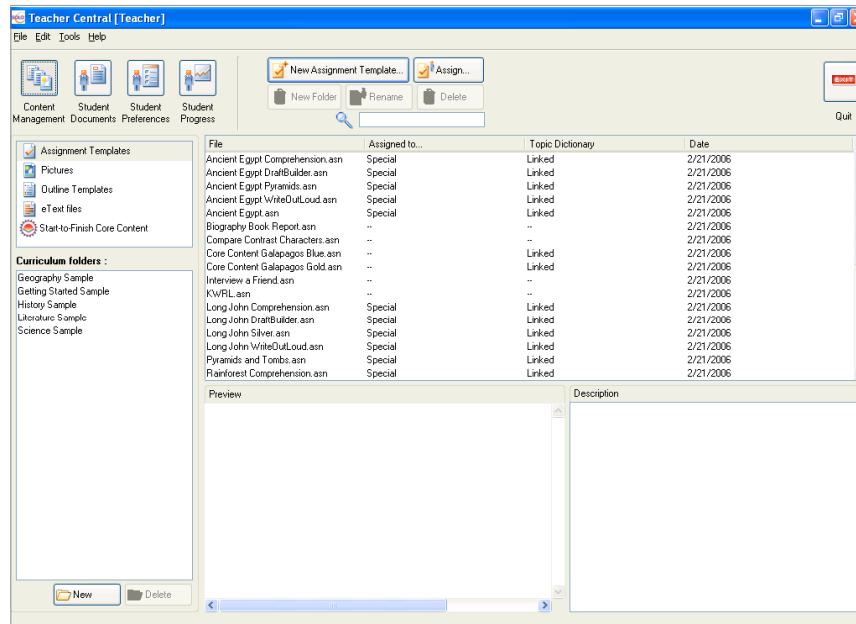 SOLO Teacher Central [Teacher]
File Edit Tools Help
New Assignment Template... Assign...
New Folder Rename Delete
Content Management Student Documents Student Preferences Student Progress
Quit
Assignment Templates
Pictures
Outline Templates
eText files
Start-to-Finish Core Content
Curriculum folders :
Geography Sample
Getting Started Sample
History Sample
Literature Sample
Science Sample
New Delete
File Assigned to... Topic Dictionary Date
Ancient Egypt Comprehension.asn Special Linked 2/21/2006
Ancient Egypt DraftBuilder.asn Special Linked 2/21/2006
Ancient Egypt Pyramids.asn Special Linked 2/21/2006
Ancient Egypt WriteOutLoud.asn Special Linked 2/21/2006
Ancient Egypt.asn Special Linked 2/21/2006
Biography Book Report.asn -- -- 2/21/2006
Compare Contrast Characters.asn -- -- 2/21/2006
Core Content Galapagos Blue.asn -- Linked 2/21/2006
Core Content Galapagos Gold.asn -- Linked 2/21/2006
Interview a Friend.asn -- -- 2/21/2006
KWRL.asn -- -- 2/21/2006
Long John Comprehension.asn Special Linked 2/21/2006
Long John DraftBuilder.asn Special Linked 2/21/2006
Long John Silver.asn Special Linked 2/21/2006
Long John WriteOutLoud.asn Special Linked 2/21/2006
Pyramids and Tombs.asn Special Linked 2/21/2006
Rainforest Comprehension.asn Special Linked 2/21/2006
Preview
Description